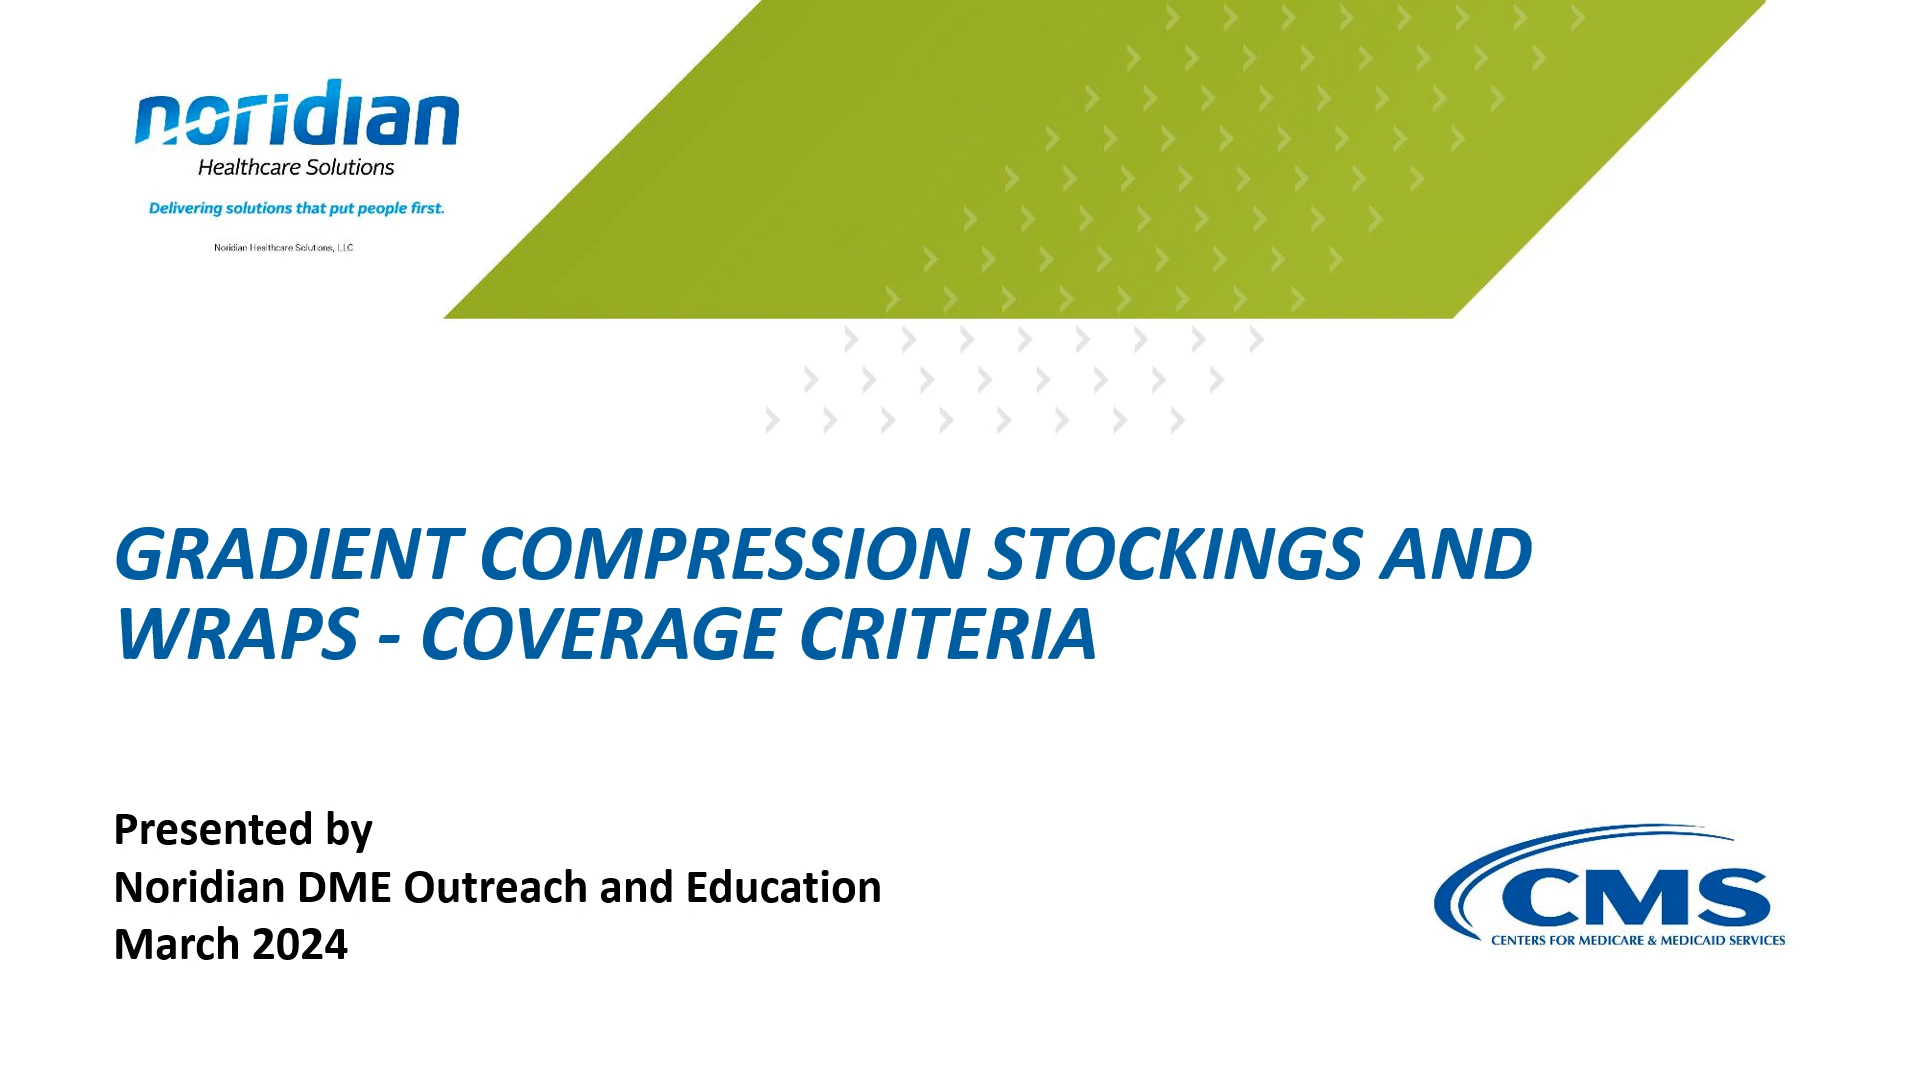 noridian
Healthcare Solutions
Delivering solutions that put people first.
Noridian Healthcare Solutions, LLC
GRADIENT COMPRESSION STOCKINGS AND
WRAPS - COVERAGE CRITERIA
Presented by
Noridian DME Outreach and Education
March 2024
CMS
CENTERS FOR MEDICARE & MEDICAID SERVICES